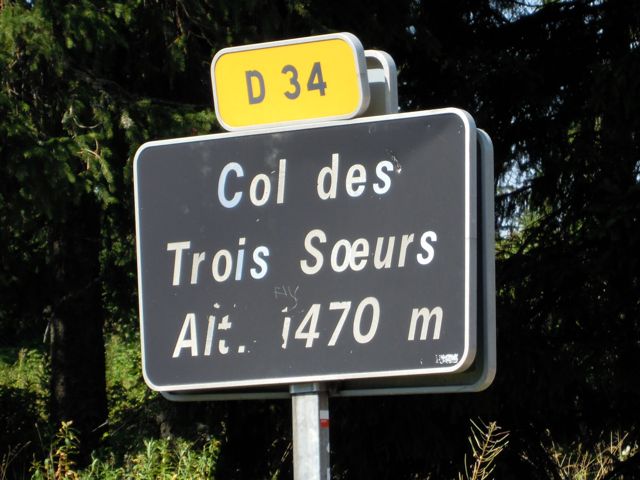 D 34
Col des
Trois Sœurs
Alt. 1470 m